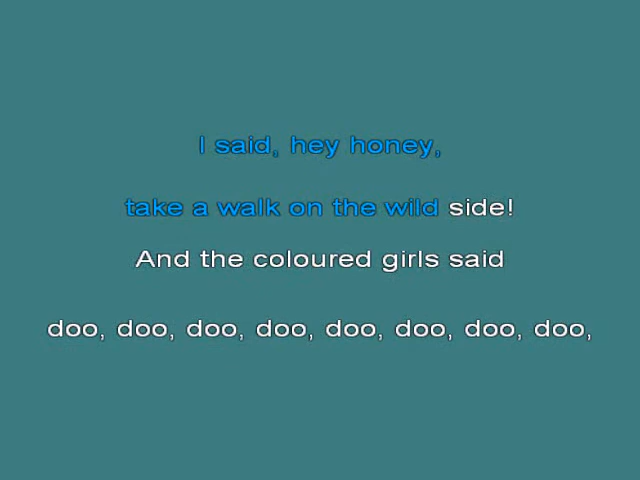 I said, hey honey,
take a walk on the wild side!
And the coloured girls said
doo, doo, doo, doo, doo, doo, doo, doo,